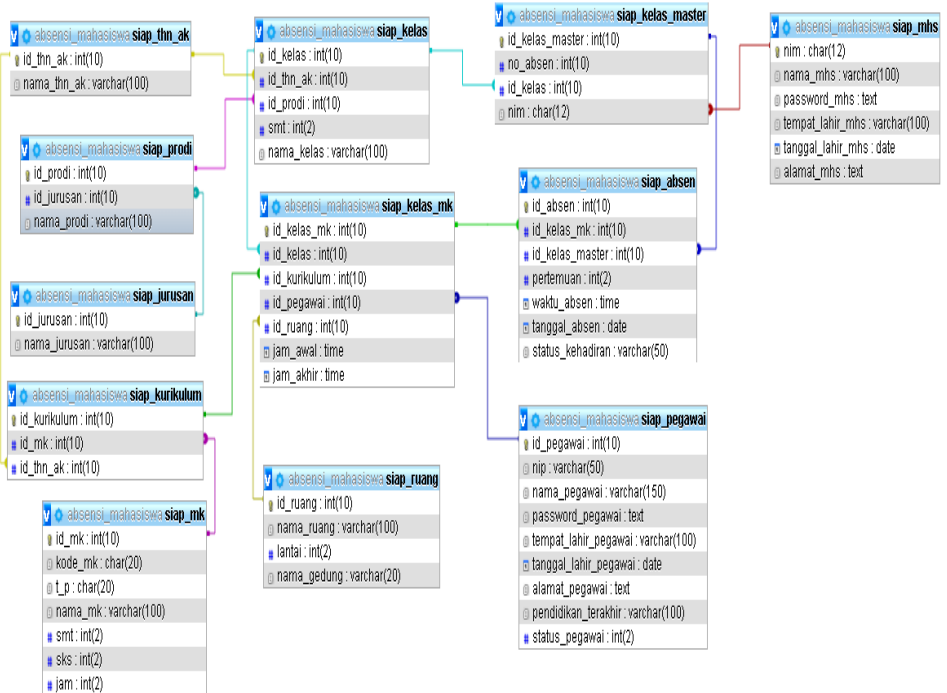 absensi_mahasiswa siap_thn_ak
id_thn_ak : int(10)
nama_thn_ak : varchar(100)
absensi_mahasiswa siap_prodi
id_prodi : int(10)
id_jurusan : int(10)
nama_prodi : varchar(100)
absensi_mahasiswa siap_jurusan
id_jurusan : int(10)
nama_jurusan : varchar(100)
absensi_mahasiswa siap_kurikulum
id_kurikulum : int(10)
id_mk : int(10)
id_thn_ak : int(10)
absensi_mahasiswa siap_mk
id_mk : int(10)
kode_mk : char(20)
t_p : char(20)
nama_mk : varchar(100)
smt : int(2)
sks : int(2)
jam : int(2)
absensi_mahasiswa siap_kelas
id_kelas : int(10)
id_thn_ak : int(10)
id_prodi : int(10)
smt : int(2)
nama_kelas : varchar(100)
absensi_mahasiswa siap_kelas_mk
id_kelas_mk : int(10)
id_kelas : int(10)
id_kurikulum : int(10)
id_pegawai : int(10)
id_ruang : int(10)
jam_awal : time
jam_akhir : time
absensi_mahasiswa siap_ruang
id_ruang : int(10)
nama_ruang : varchar(100)
lantai : int(2)
nama_gedung : varchar(20)
absensi_mahasiswa siap_kelas_master
id_kelas_master : int(10)
no_absen : int(10)
id_kelas : int(10)
nim : char(12)
absensi_mahasiswa siap_absen
id_absen : int(10)
id_kelas_mk : int(10)
id_kelas_master : int(10)
pertemuan : int(2)
waktu_absen : time
tanggal_absen : date
status_kehadiran : varchar(50)
absensi_mahasiswa siap_pegawai
id_pegawai : int(10)
nip : varchar(50)
nama_pegawai : varchar(150)
password_pegawai : text
tempat_lahir_pegawai : varchar(100)
tanggal_lahir_pegawai : date
alamat_pegawai : text
pendidikan_terakhir : varchar(100)
status_pegawai : int(2)
absensi_mahasiswa siap_mhs
nim : char(12)
nama_mhs : varchar(100)
password_mhs : text
tempat_lahir_mhs : varchar(100)
tanggal_lahir_mhs : date
alamat_mhs : text